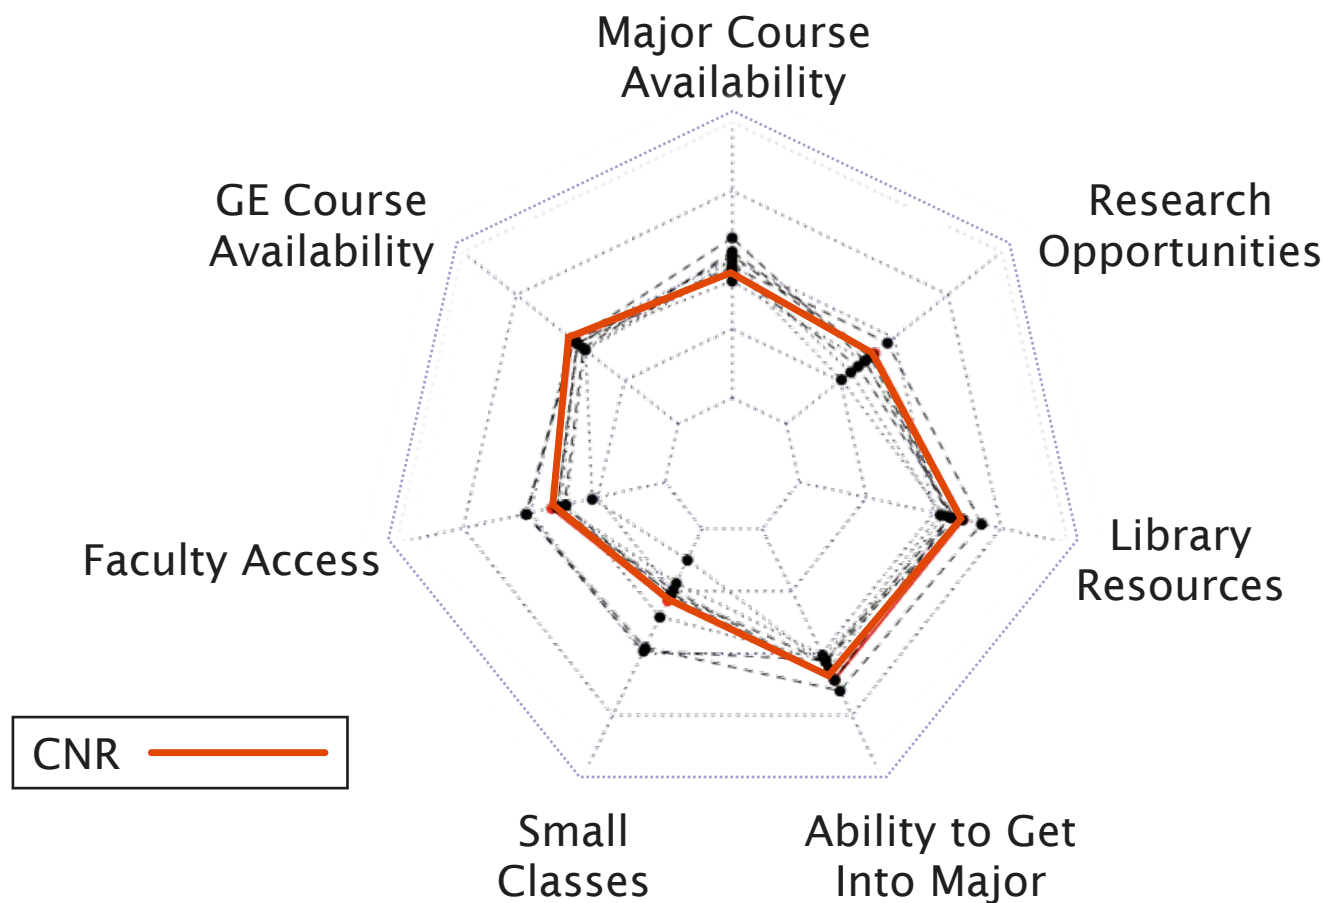 Major Course
Availability
GE Course
Availability
Research
Opportunities
Faculty Access
Library
Resources
CNR
Small
Classes
Ability to Get
Into Major